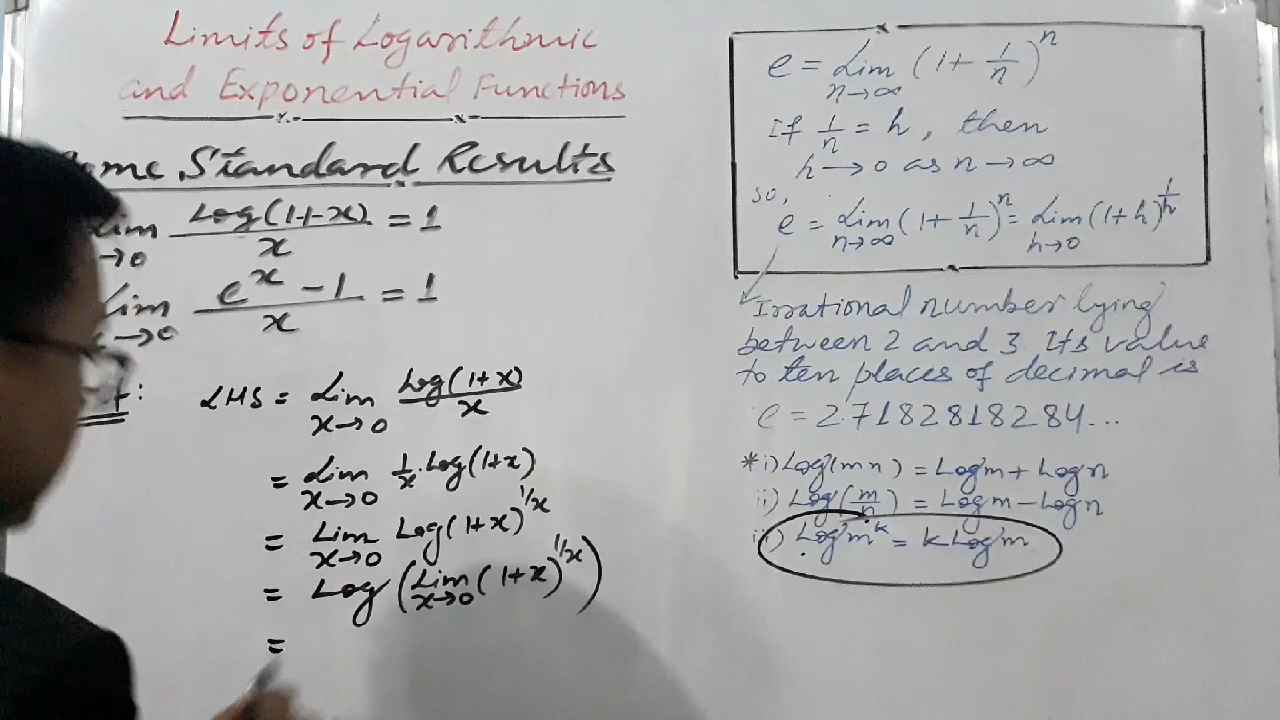 Limits of Logarithmic
and Exponential Functions
Standard Results
Log(1+x)/x = 1
→0
e^x - 1/x = 1
→0
LHS = Lim x→0 Log(1+x)/x
= Lim x→0 1/x · Log(1+x)
= Lim x→0 Log(1+x)^1/x
= Log(Lim x→0 (1+x)^1/x)
=
e = Lim n→∞ (1+1/n)^n
If 1/n = h, then
h→0 as n→∞
so,
e = Lim n→∞ (1+1/n)^n = Lim h→0 (1+h)^1/h
Irrational number lying
between 2 and 3. Its value
to ten places of decimal is
e = 2.7182818284...
*i) Log(mn) = Log m + Log n
ii) Log(m/n) = Log m - Log n
Log m^k = k Log m